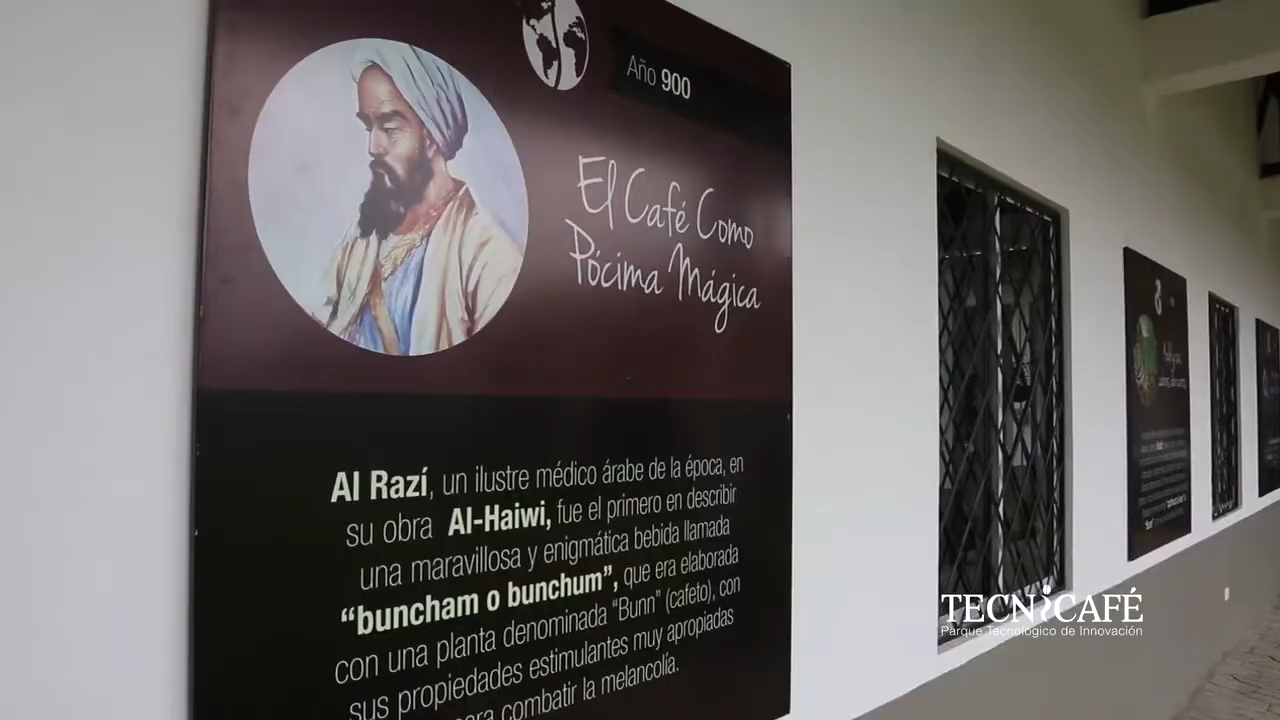 Año 900
El Café Como
Pócima Mágica
Al Razí, un ilustre médico árabe de la época, en
su obra Al-Haiwi, fue el primero en describir
una maravillosa y enigmática bebida llamada
“buncham o bunchum”, que era elaborada
con una planta denominada “Bunn” (cafeto), con
sus propiedades estimulantes muy apropiadas
para combatir la melancolía.
TECNiCAFÉ
Parque Tecnológico de Innovación